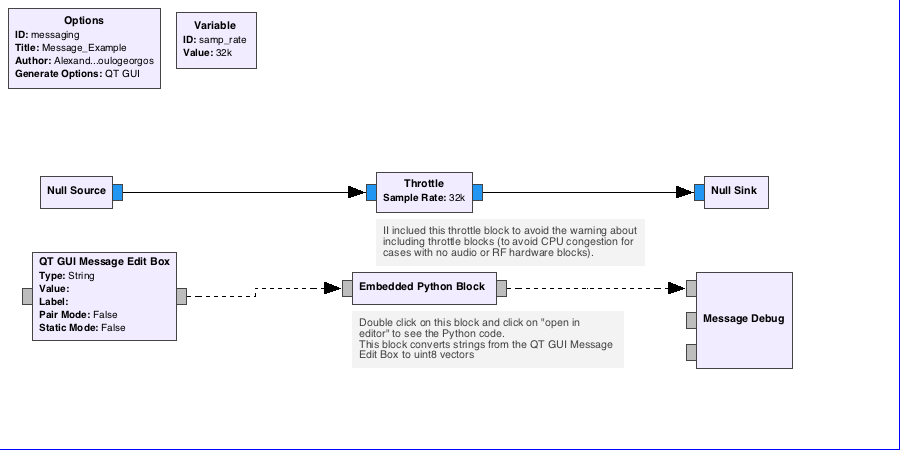 Options
ID: messaging
Title: Message_Example
Author: Alexand...oulogeorgos
Generate Options: QT GUI
Variable
ID: samp_rate
Value: 32k
Null Source
Throttle
Sample Rate: 32k
Null Sink
II inclued this throttle block to avoid the warning about
including throttle blocks (to avoid CPU congestion for
cases with no audio or RF hardware blocks).
QT GUI Message Edit Box
Type: String
Value:
Label:
Pair Mode: False
Static Mode: False
Embedded Python Block
Double click on this block and click on "open in
editor" to see the Python code.
This block converts strings from the QT GUI Message
Edit Box to uint8 vectors
Message Debug